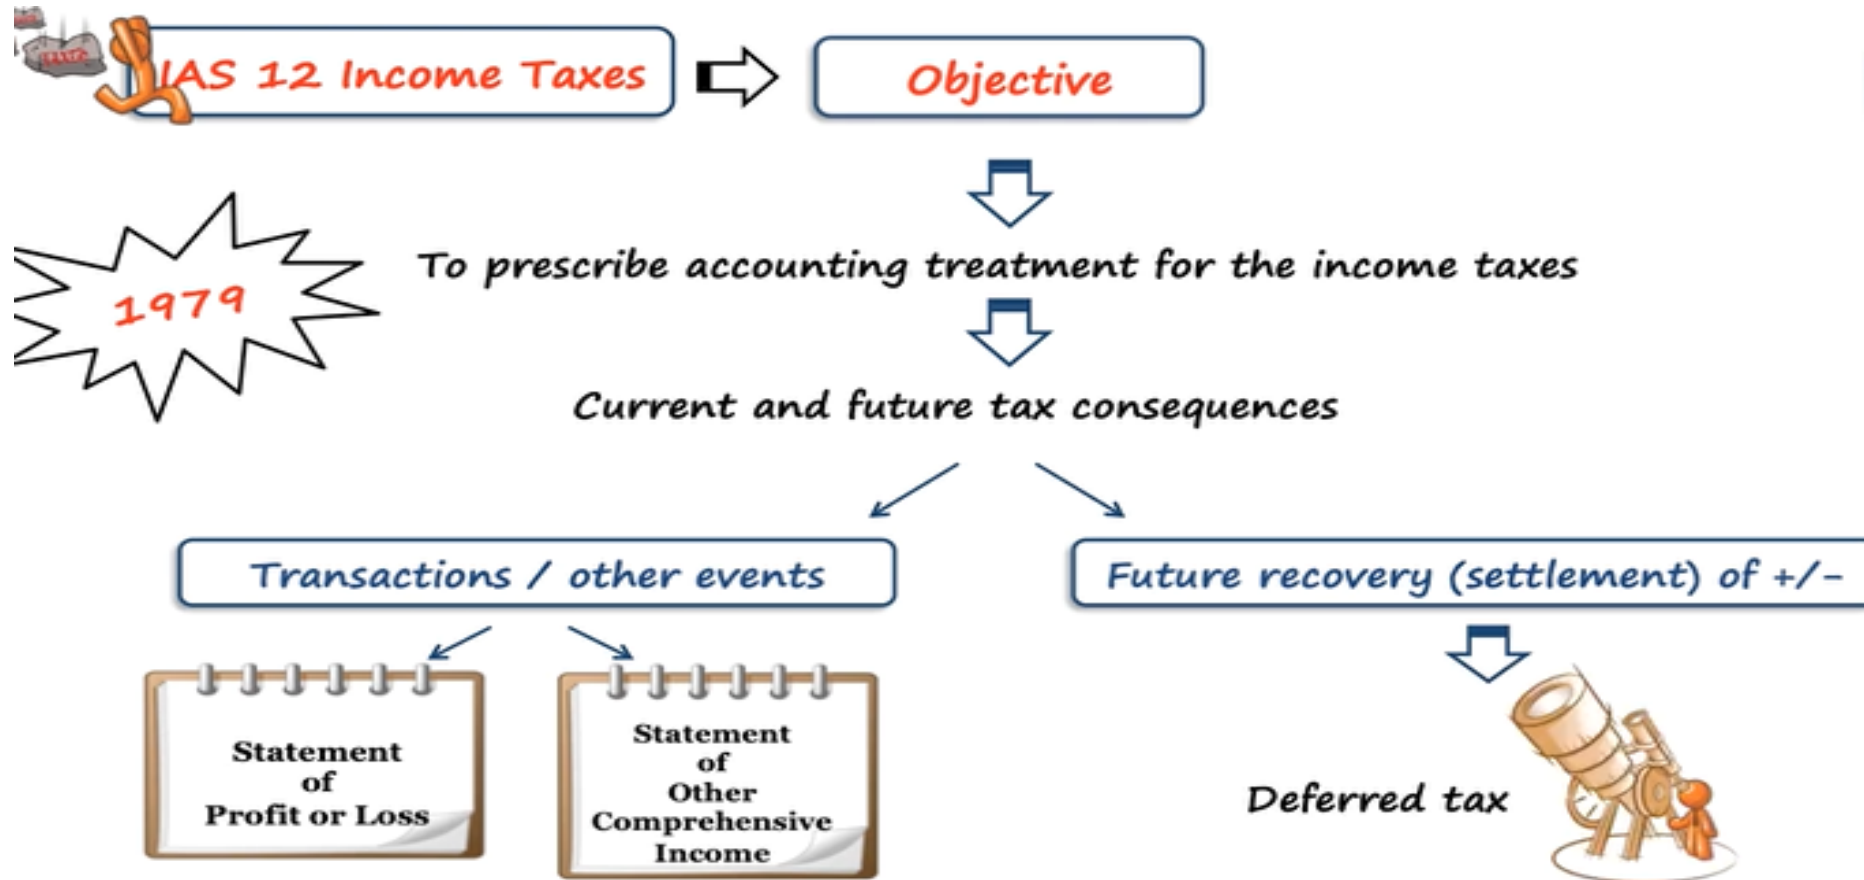 TAXES
IAS 12 Income Taxes
Objective
To prescribe accounting treatment for the income taxes
1979
Current and future tax consequences
Transactions / other events
Future recovery (settlement) of +/-
Statement
of
Profit or Loss
Statement
of
Other
Comprehensive
Income
Deferred tax